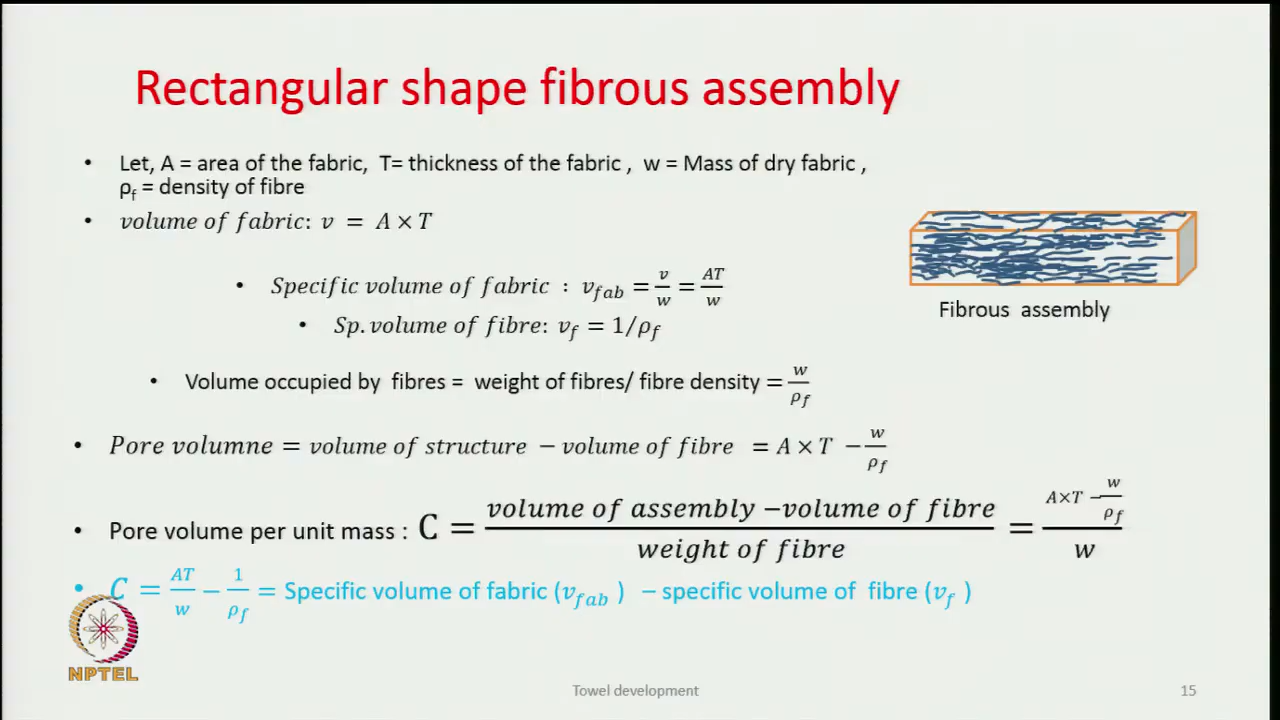 Rectangular shape fibrous assembly
• Let, A = area of the fabric, T= thickness of the fabric , w = Mass of dry fabric ,
ρf = density of fibre
• volume of fabric: v = A × T
• Specific volume of fabric : vfab = v/w = AT/w
• Sp. volume of fibre: vf = 1/ρf
Fibrous assembly
• Volume occupied by fibres = weight of fibres/ fibre density = w/ρf
• Pore volumne = volume of structure − volume of fibre = A × T − w/ρf
• Pore volume per unit mass : C = (volume of assembly −volume of fibre)/(weight of fibre) = (A×T − w/ρf)/w
• C = AT/w − 1/ρf = Specific volume of fabric (vfab ) − specific volume of fibre (vf )
NPTEL
Towel development
15